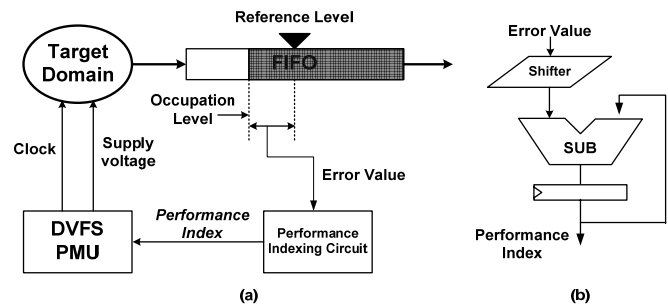 Reference Level
Target
Domain
FIFO
Occupation
Level
Clock
Supply
voltage
Error Value
DVFS
PMU
Performance
Index
Performance
Indexing Circuit
(a)
Error Value
Shifter
SUB
Performance
Index
(b)